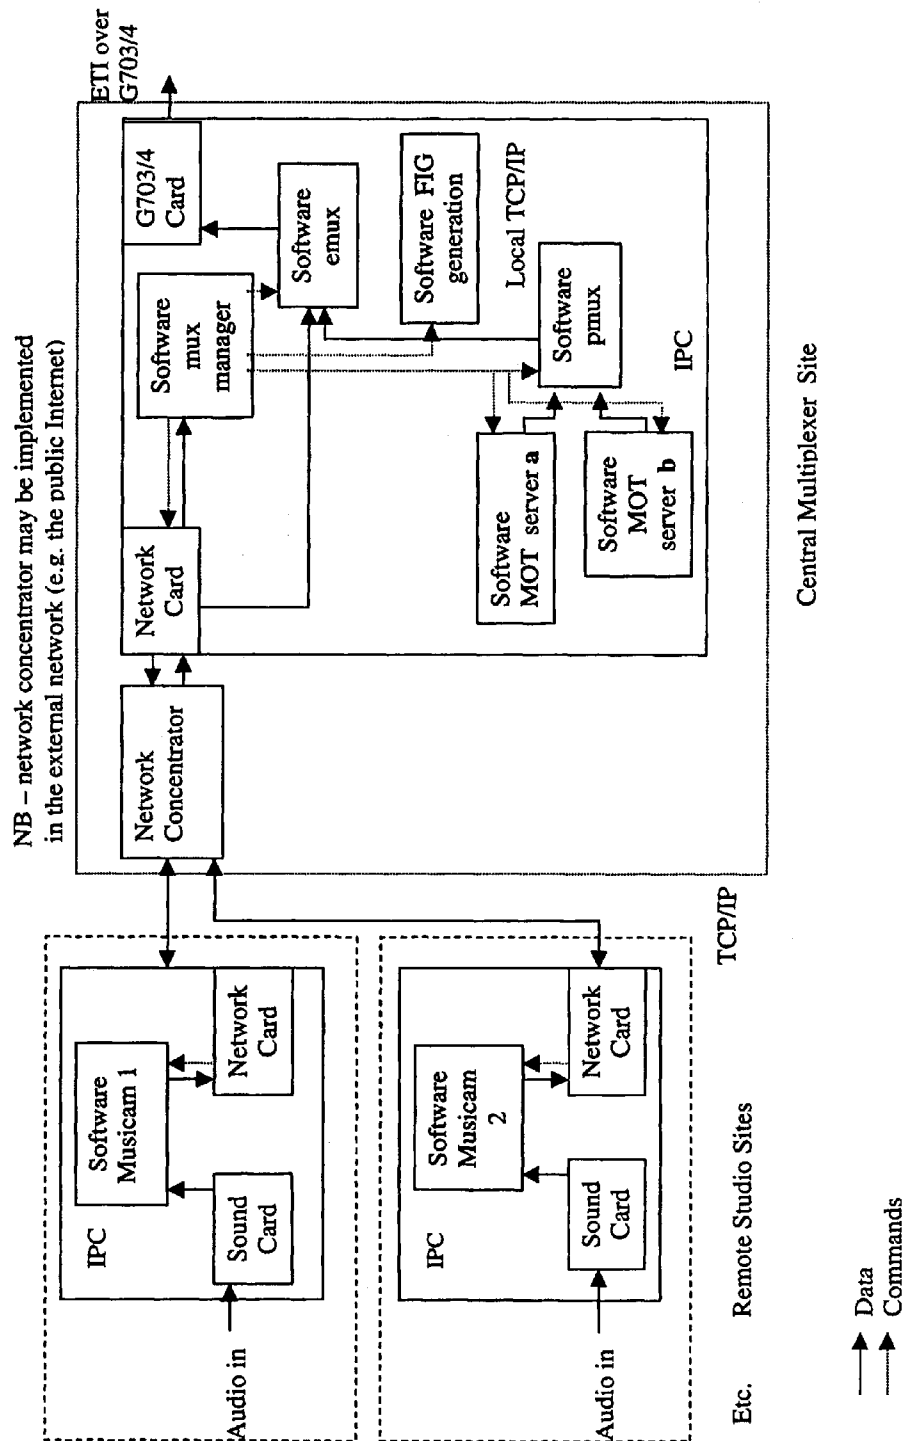 NB – network concentrator may be implemented
in the external network (e.g. the public Internet)
Audio in
IPC
Sound
Card
Software
Musicam 1
Network
Card
Audio in
IPC
Sound
Card
Software
Musicam
2
Network
Card
Etc.
Remote Studio Sites
TCP/IP
Network
Concentrator
Network
Card
Software
mux
manager
G703/4
Card
ETI over
G703/4
Software
emux
Software FIG
generation
Local TCP/IP
Software
pmux
Software
MOT server a
Software
MOT
server b
IPC
Central Multiplexer Site
Data
Commands